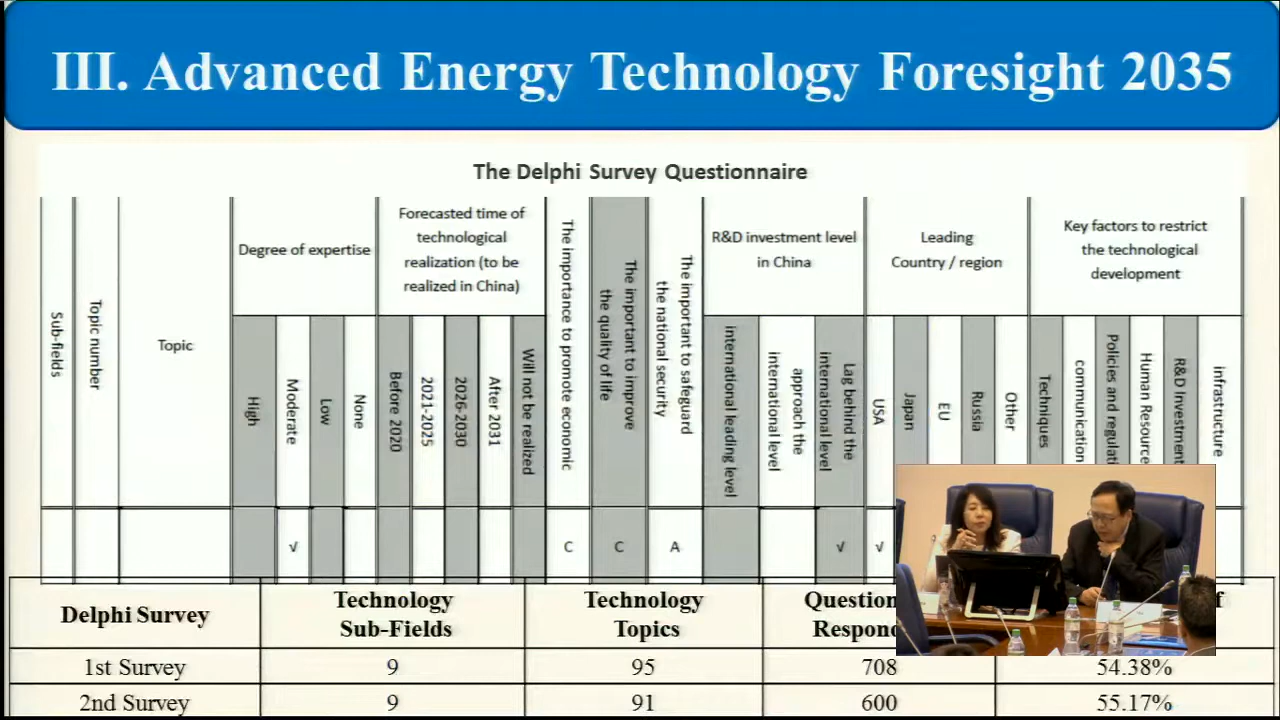 III. Advanced Energy Technology Foresight 2035
The Delphi Survey Questionnaire
Sub-fields
Topic number
Topic
Degree of expertise
High
Moderate
Low
None
Forecasted time of
technological
realization (to be
realized in China)
Before 2020
2021-2025
2026-2030
After 2031
Will not be realized
The importance to promote economic
The important to improve
the quality of life
The important to safeguard
the national security
R&D investment level
in China
international leading level
approach the
international level
Lag behind the
international level
Leading
Country / region
USA
Japan
EU
Russia
Other
Key factors to restrict
the technological
development
Techniques
communication
Policies and
Human Resource
R&D Investment
infrastructure
√ C C A √ √
Delphi Survey
Technology
Sub-Fields
Technology
Topics
1st Survey 9 95 708 54.38%
2nd Survey 9 91 600 55.17%